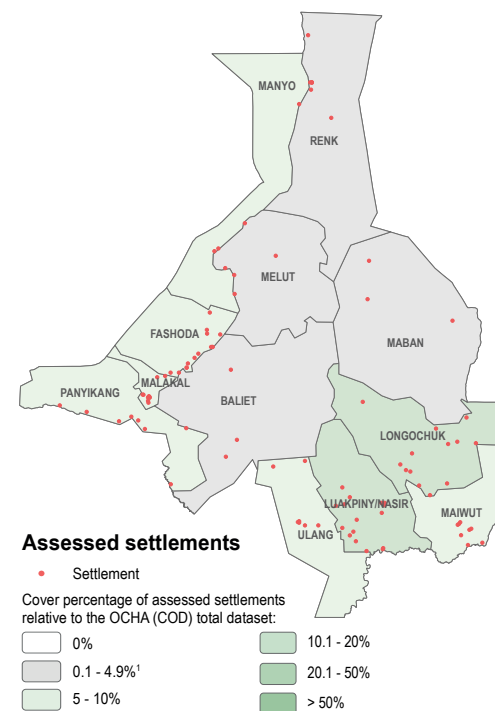 MANYO
RENK
MELUT
FASHODA
MABAN
MALAKAL
PANYIKANG
BALIET
LONGOCHUK
LUAKPINY/NASIR
MAIWUT
ULANG
Assessed settlements
Settlement
Cover percentage of assessed settlements
relative to the OCHA (COD) total dataset:
0%
0.1 - 4.9%¹
5 - 10%
10.1 - 20%
20.1 - 50%
> 50%